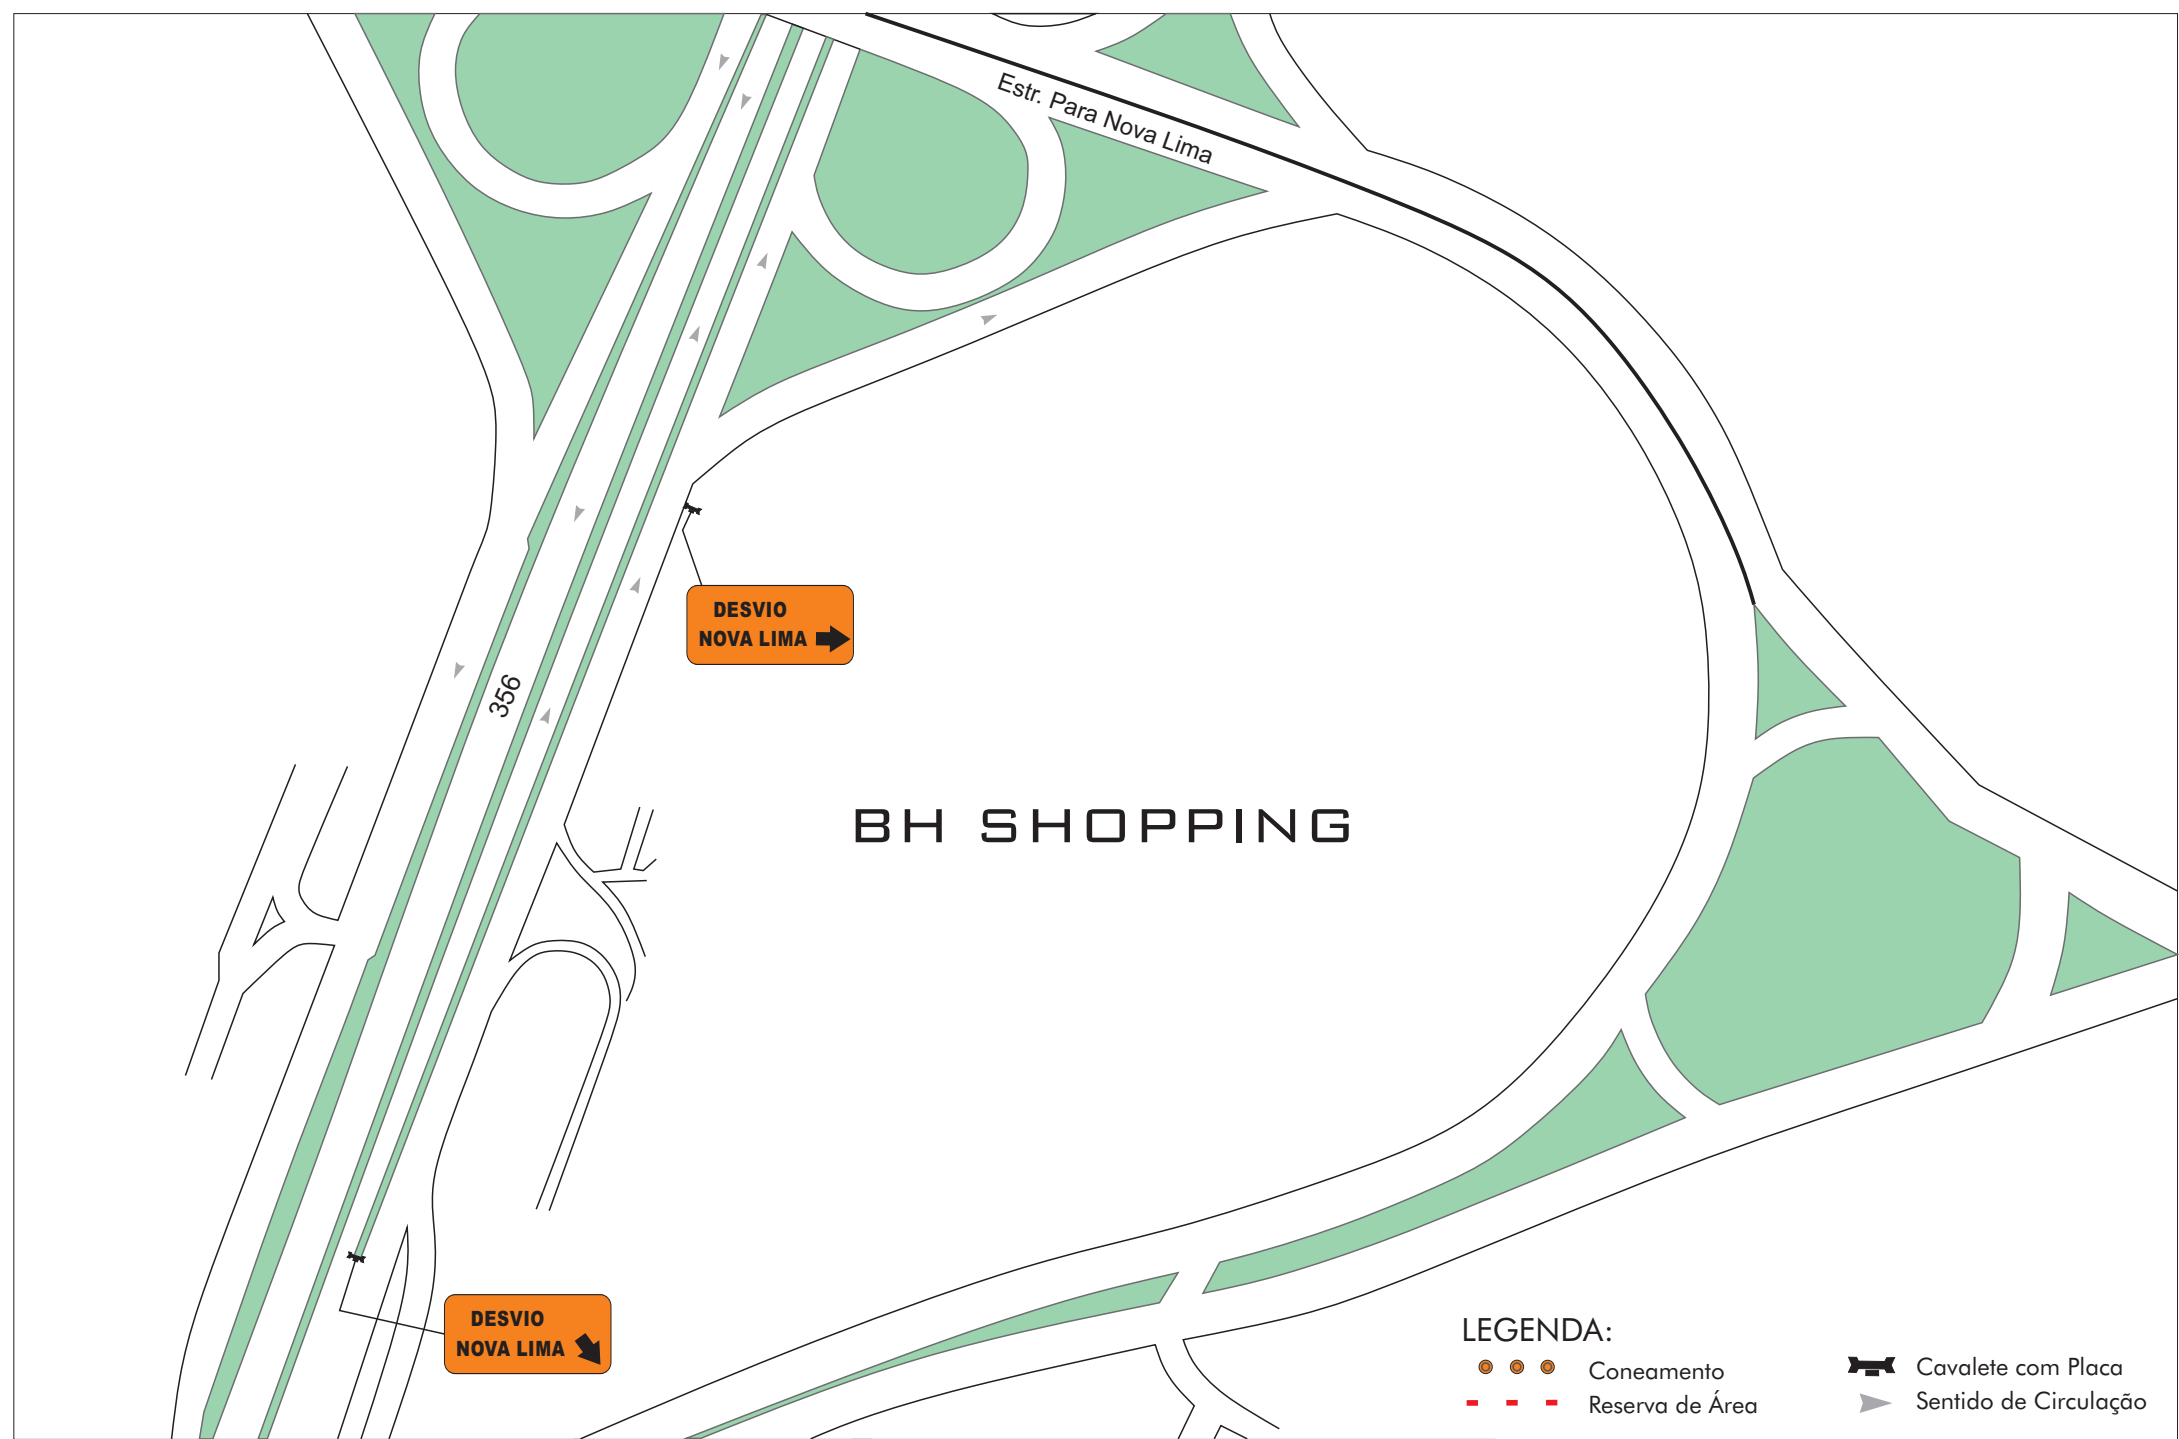 Estr. Para Nova Lima
DESVIO
NOVA LIMA
356
BH SHOPPING
DESVIO
NOVA LIMA
LEGENDA:
Coneamento
Reserva de Área
Cavalete com Placa
Sentido de Circulação